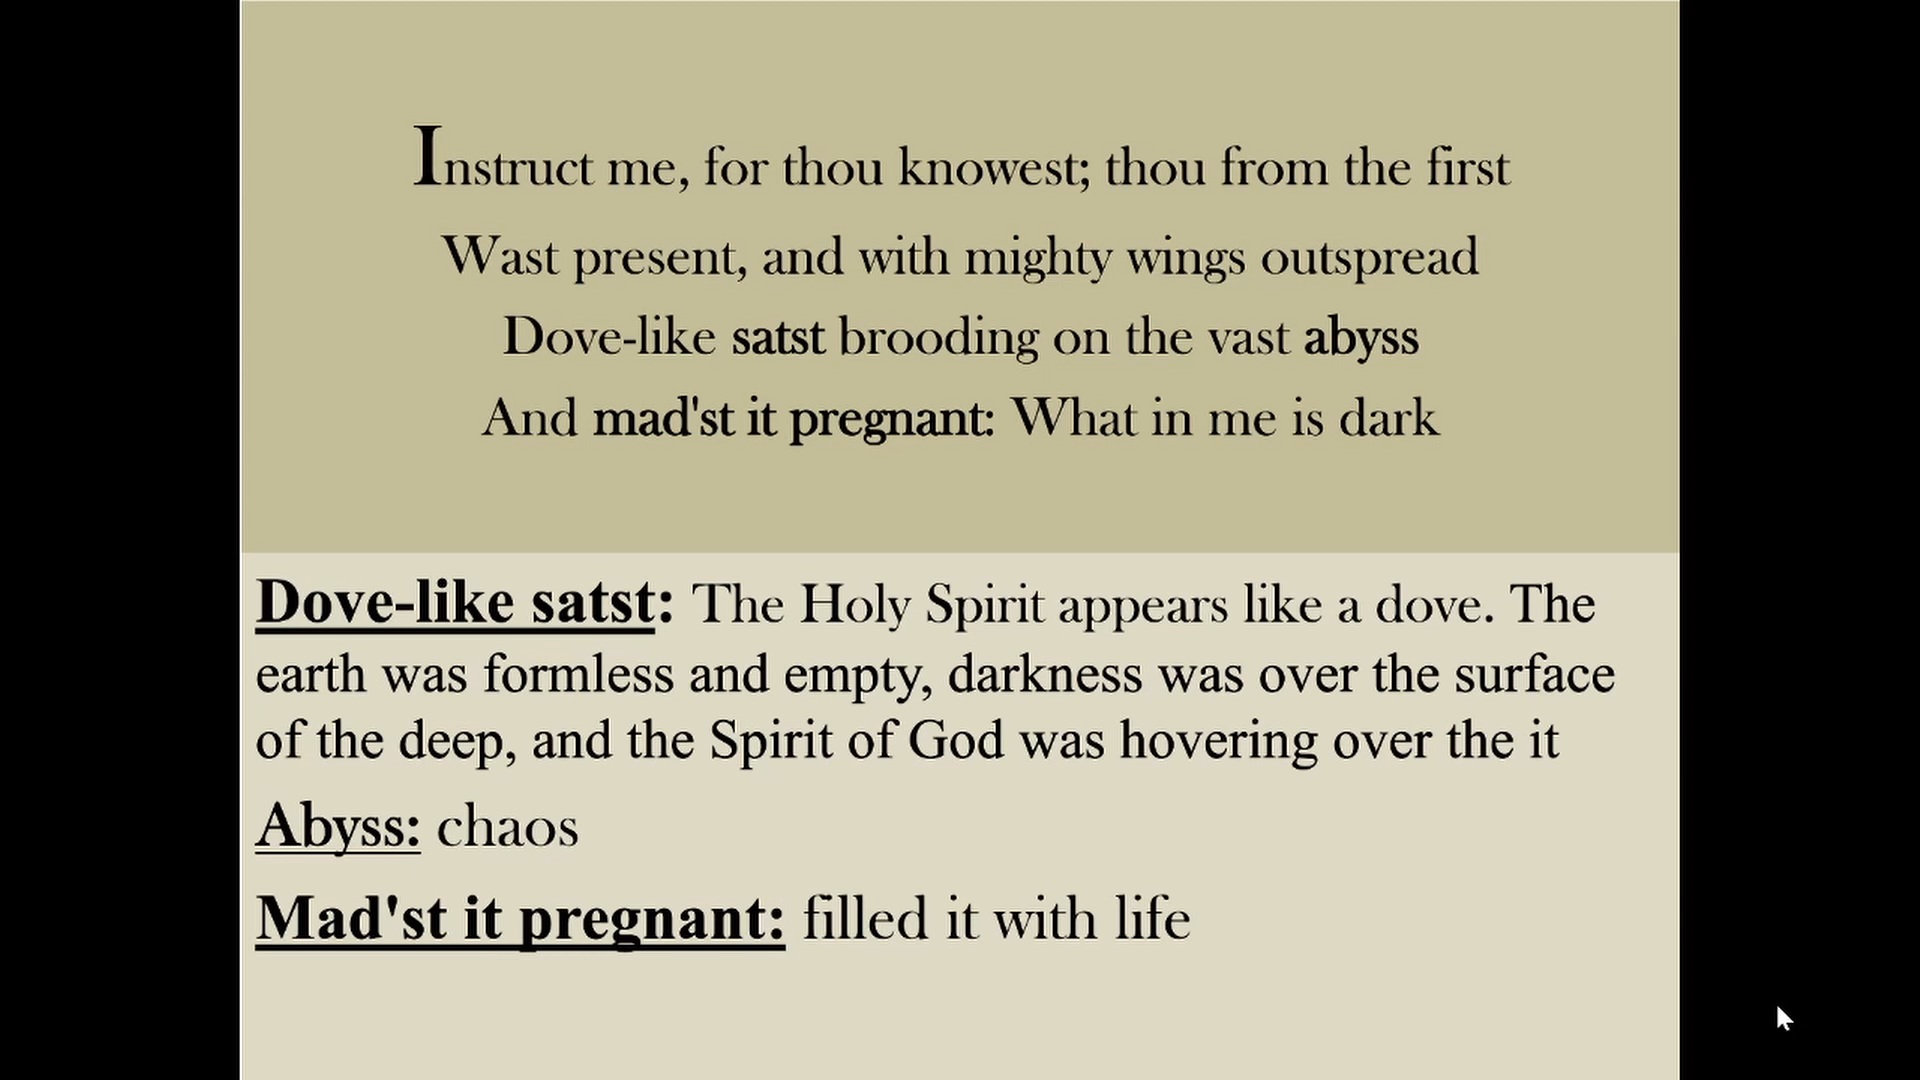 Instruct me, for thou knowest; thou from the first
Wast present, and with mighty wings outspread
Dove-like satst brooding on the vast abyss
And mad'st it pregnant: What in me is dark
Dove-like satst: The Holy Spirit appears like a dove. The
earth was formless and empty, darkness was over the surface
of the deep, and the Spirit of God was hovering over the it
Abyss: chaos
Mad'st it pregnant: filled it with life